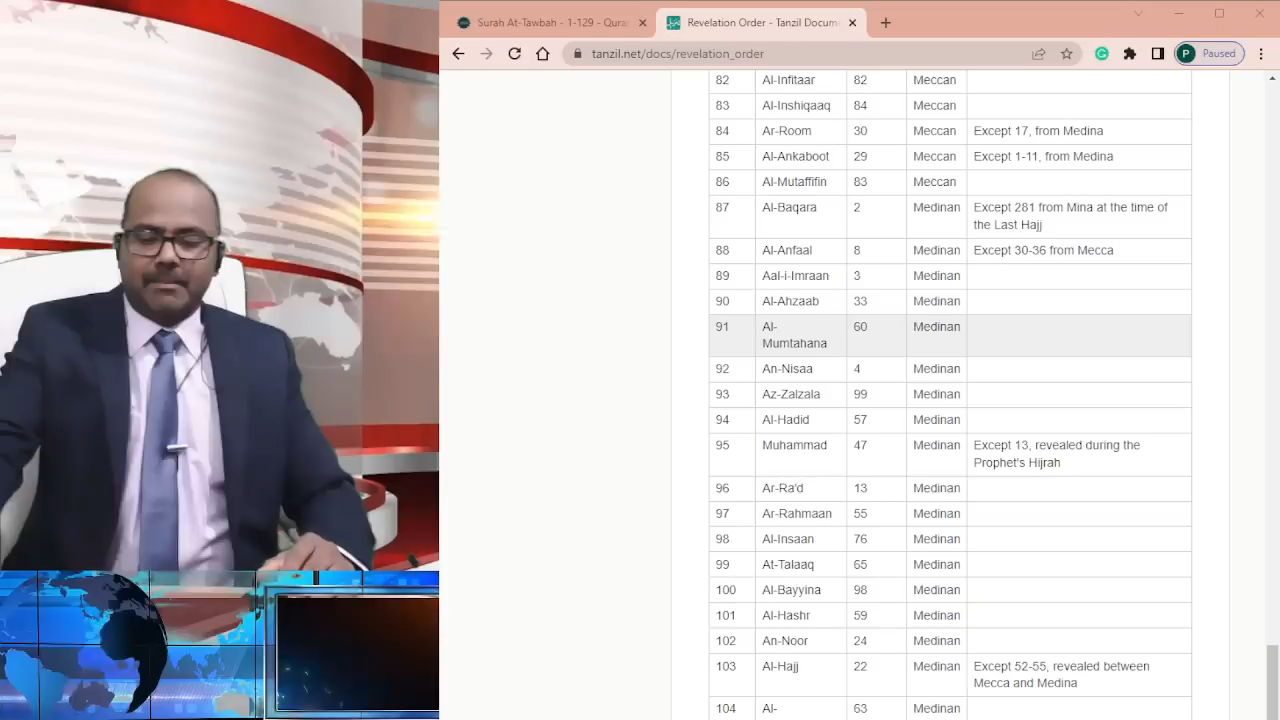 Surah At-Tawbah - 1-129 - Qura
Revelation Order - Tanzil Docum
tanzil.net/docs/revelation_order
P Paused
82 Al-Infitaar 82 Meccan
83 Al-Inshiqaaq 84 Meccan
84 Ar-Room 30 Meccan Except 17, from Medina
85 Al-Ankaboot 29 Meccan Except 1-11, from Medina
86 Al-Mutaffifin 83 Meccan
87 Al-Baqara 2 Medinan Except 281 from Mina at the time of
the Last Hajj
88 Al-Anfaal 8 Medinan Except 30-36 from Mecca
89 Aal-i-Imraan 3 Medinan
90 Al-Ahzaab 33 Medinan
91 Al- 60 Medinan
Mumtahana
92 An-Nisaa 4 Medinan
93 Az-Zalzala 99 Medinan
94 Al-Hadid 57 Medinan
95 Muhammad 47 Medinan Except 13, revealed during the
Prophet's Hijrah
96 Ar-Ra'd 13 Medinan
97 Ar-Rahmaan 55 Medinan
98 Al-Insaan 76 Medinan
99 At-Talaaq 65 Medinan
100 Al-Bayyina 98 Medinan
101 Al-Hashr 59 Medinan
102 An-Noor 24 Medinan
103 Al-Hajj 22 Medinan Except 52-55, revealed between
Mecca and Medina
104 Al- 63 Medinan